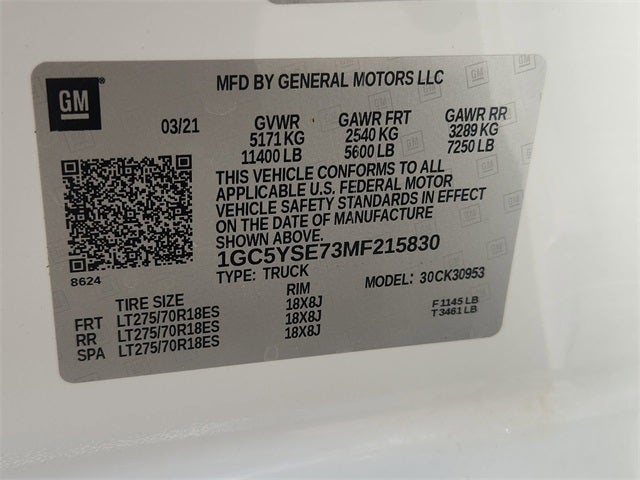 GM
MFD BY GENERAL MOTORS LLC
03/21 GVWR GAWR FRT GAWR RR
5171 KG 2540 KG 3289 KG
11400 LB 5600 LB 7250 LB
THIS VEHICLE CONFORMS TO ALL
APPLICABLE U.S. FEDERAL MOTOR
VEHICLE SAFETY STANDARDS IN EFFECT
ON THE DATE OF MANUFACTURE
SHOWN ABOVE.
1GC5YSE73MF215830
8624
TYPE: TRUCK MODEL: 30CK30953
TIRE SIZE RIM
FRT LT275/70R18ES 18X8J F 1145 LB
RR LT275/70R18ES 18X8J T 3461 LB
SPA LT275/70R18ES 18X8J